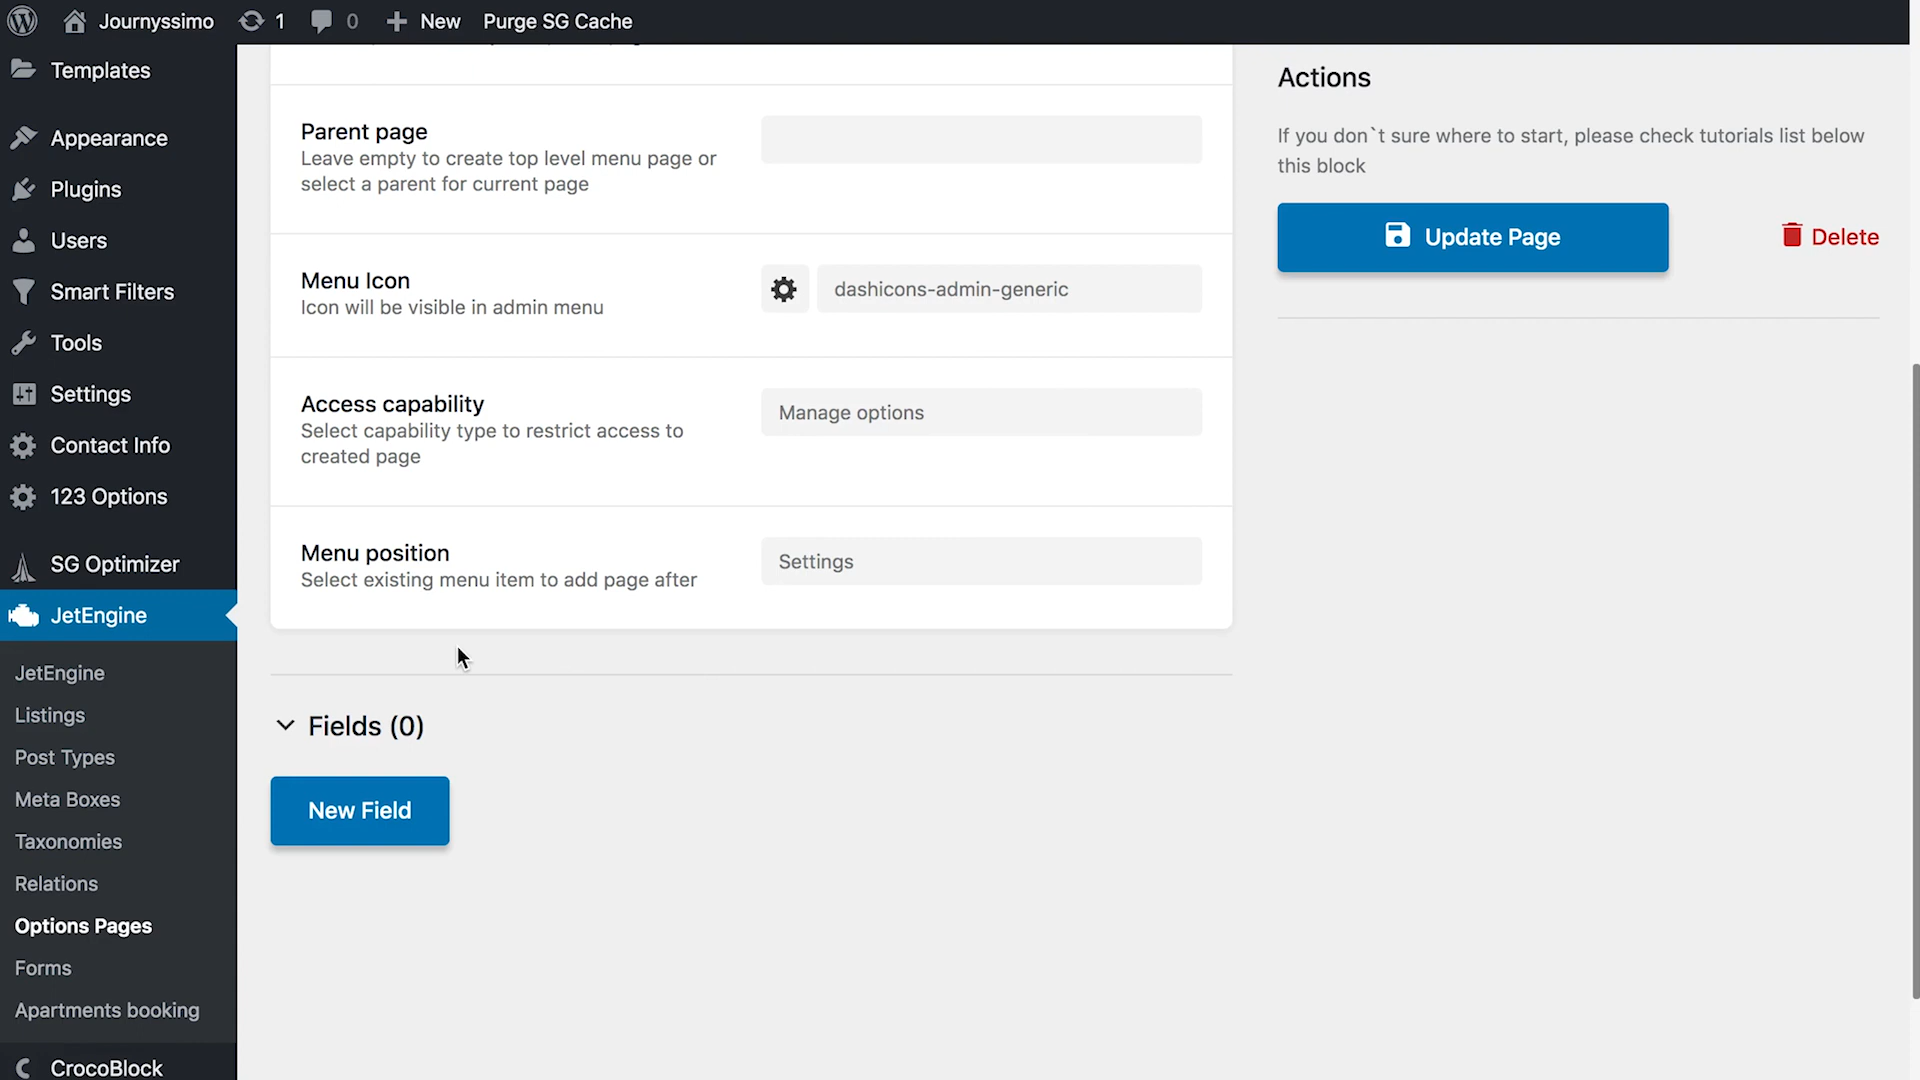 Journyssimo
1
0
New
Purge SG Cache
Templates
Appearance
Plugins
Users
Smart Filters
Tools
Settings
Contact Info
123 Options
SG Optimizer
JetEngine
JetEngine
Listings
Post Types
Meta Boxes
Taxonomies
Relations
Options Pages
Forms
Apartments booking
CrocoBlock
Parent page
Leave empty to create top level menu page or
select a parent for current page
Menu Icon
Icon will be visible in admin menu
dashicons-admin-generic
Access capability
Select capability type to restrict access to
created page
Manage options
Menu position
Select existing menu item to add page after
Settings
Fields (0)
New Field
Actions
If you don`t sure where to start, please check tutorials list below
this block
Update Page
Delete